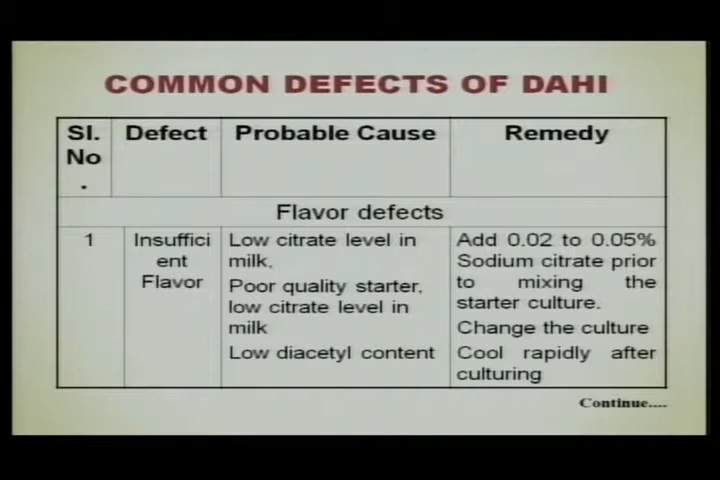 COMMON DEFECTS OF DAHI
Sl. No . Defect Probable Cause Remedy
Flavor defects
1
Insuffici
ent
Flavor
Low citrate level in
milk,
Poor quality starter,
low citrate level in
milk
Low diacetyl content
Add 0.02 to 0.05%
Sodium citrate prior
to mixing the
starter culture.
Change the culture
Cool rapidly after
culturing
Continue....